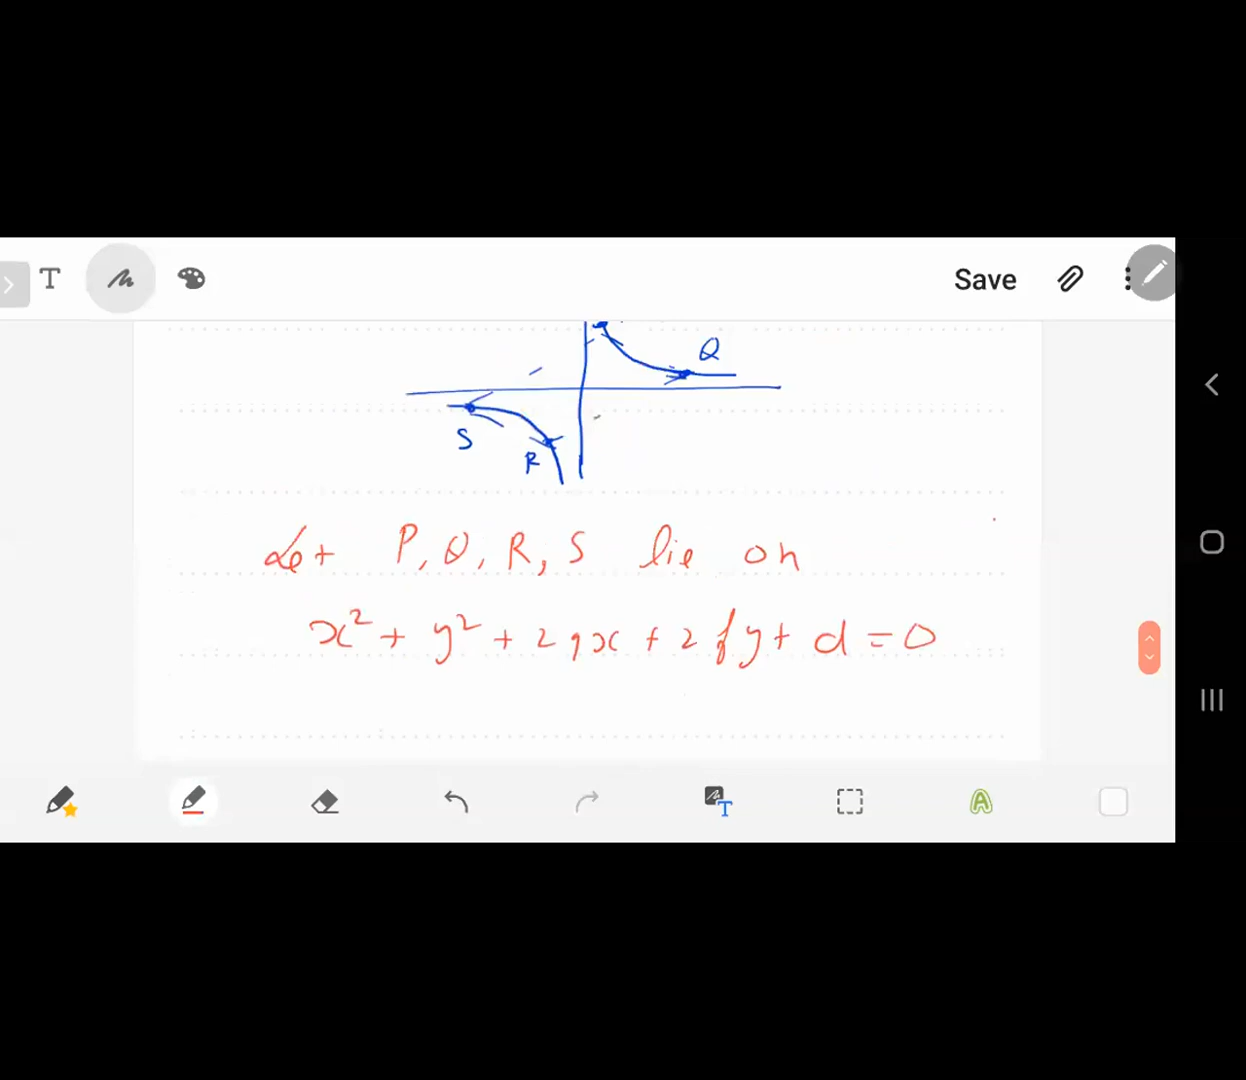 T
Save
Q
S
R
Let P, Q, R, S lie on
x² + y² + 2gx + 2fy + d = 0
T
A